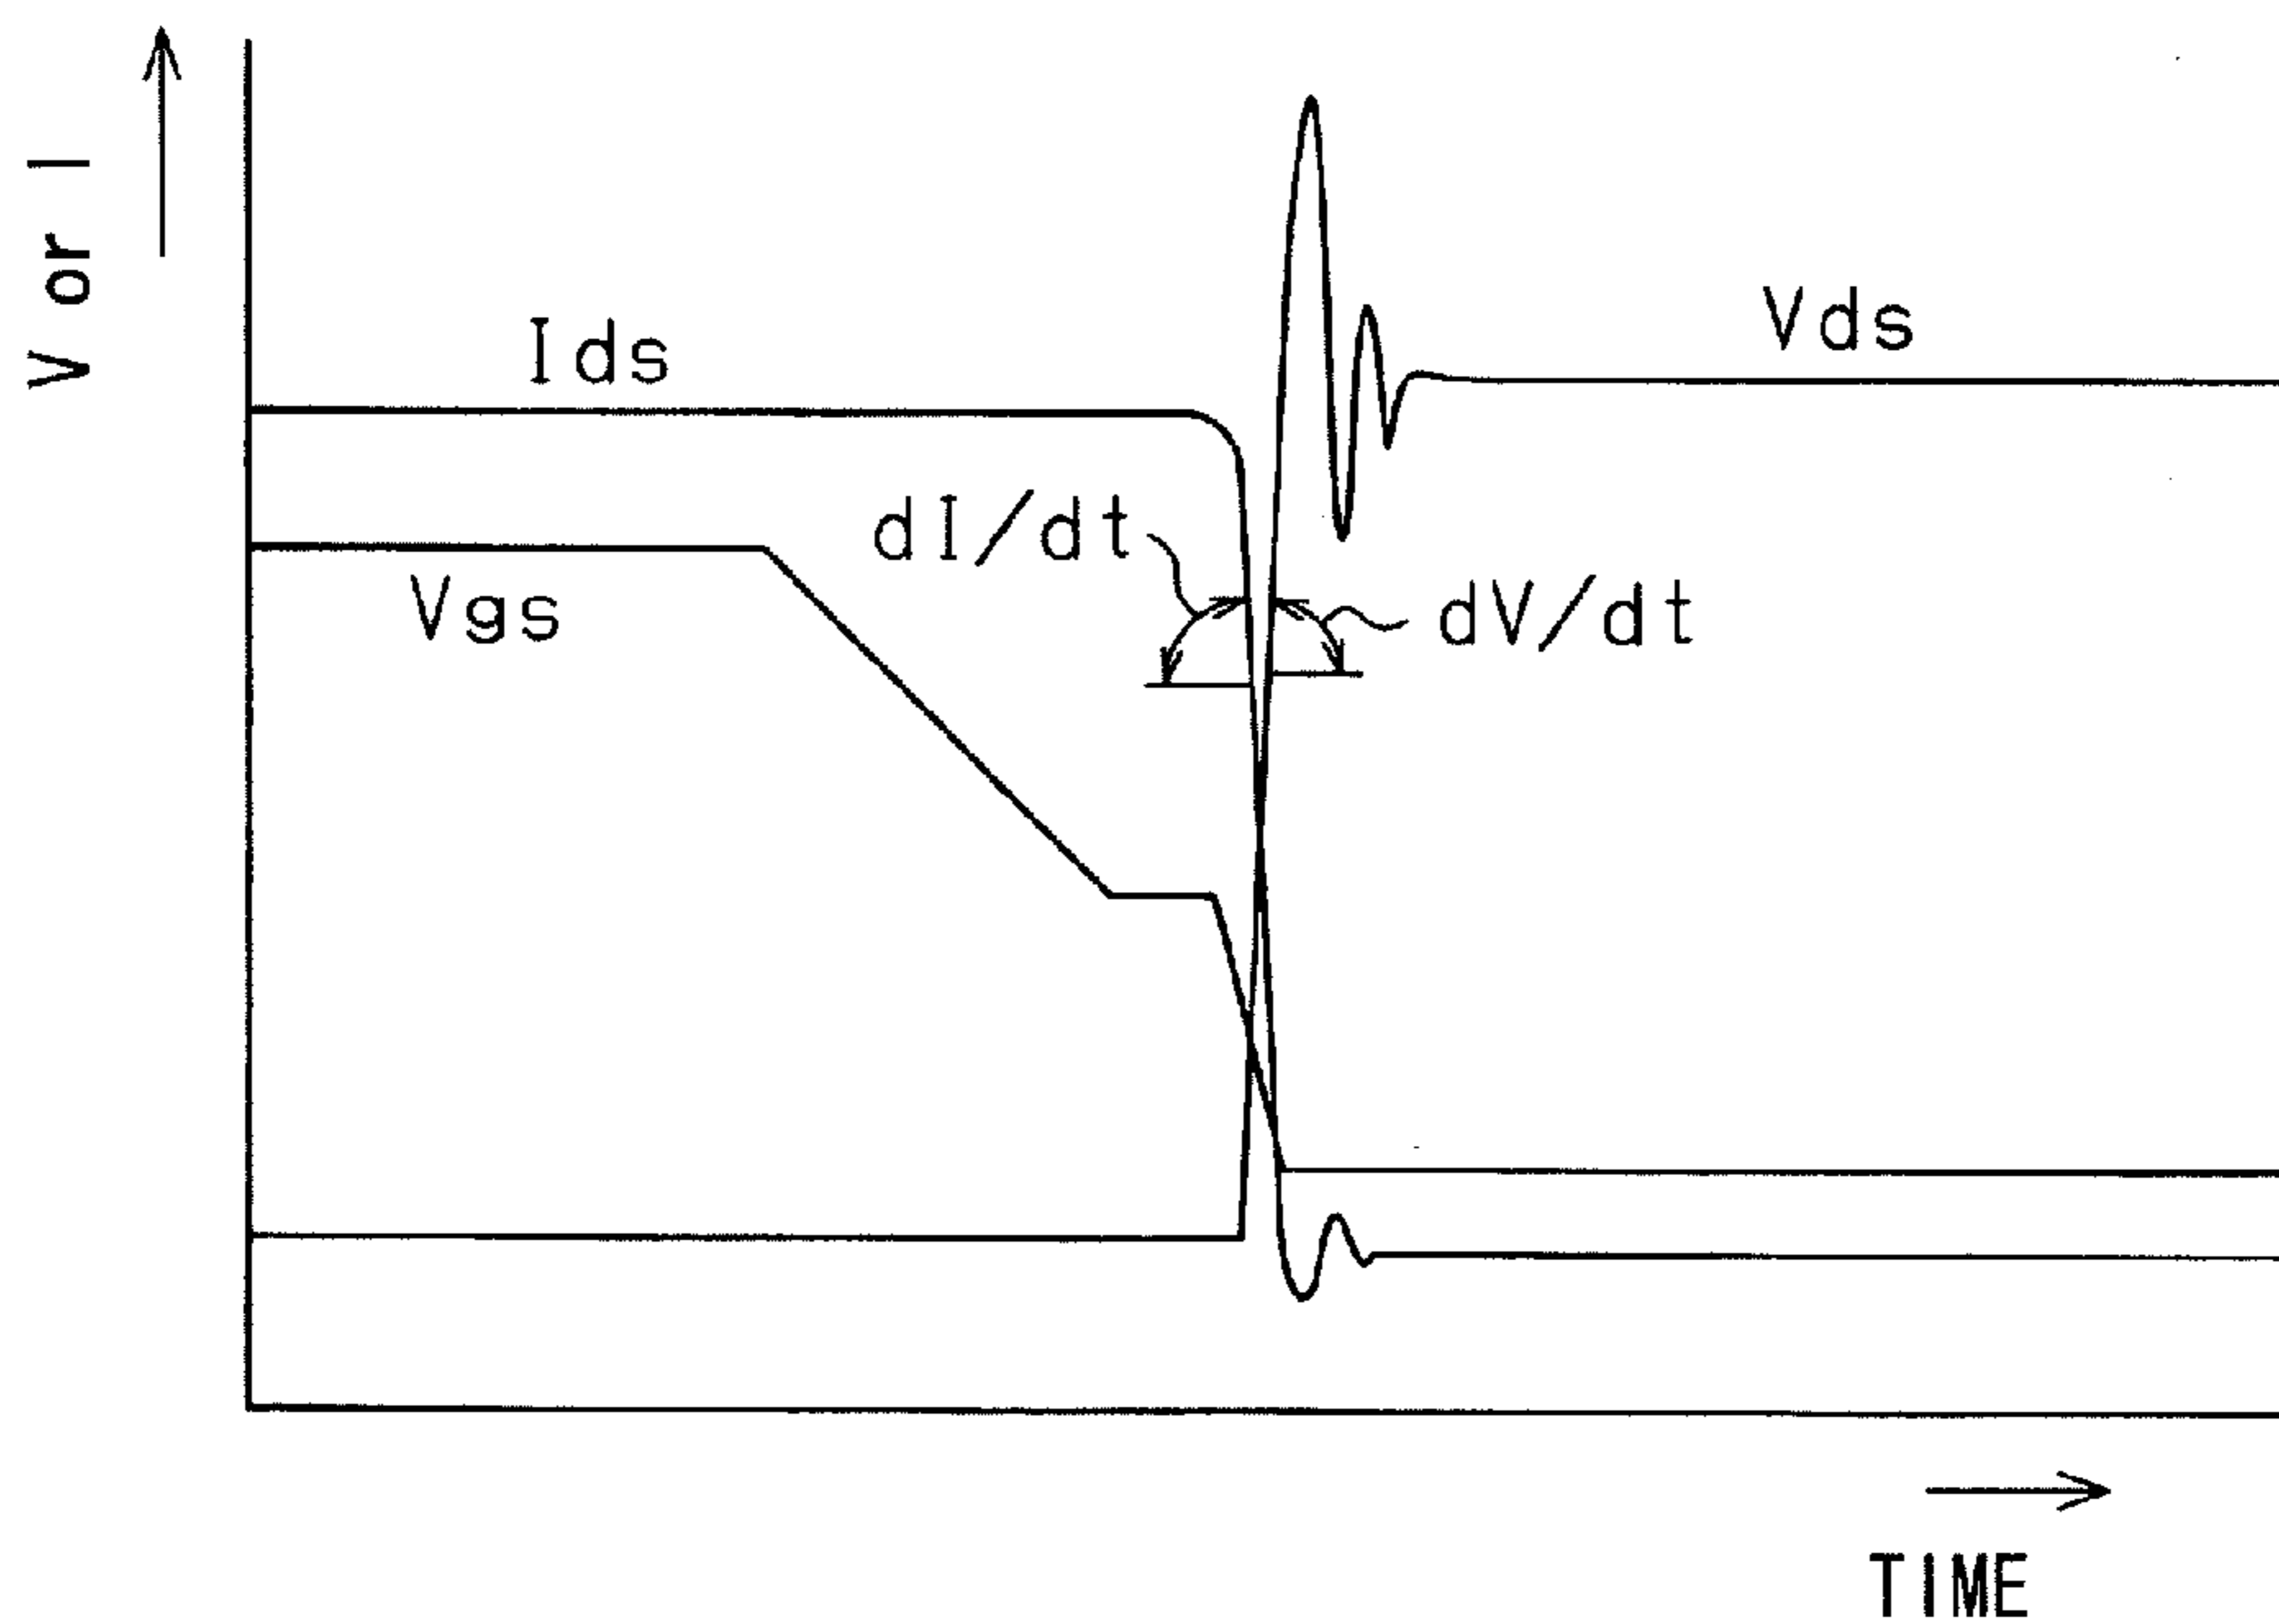 V or I
Ids
Vds
dI/dt
Vgs
dV/dt
TIME